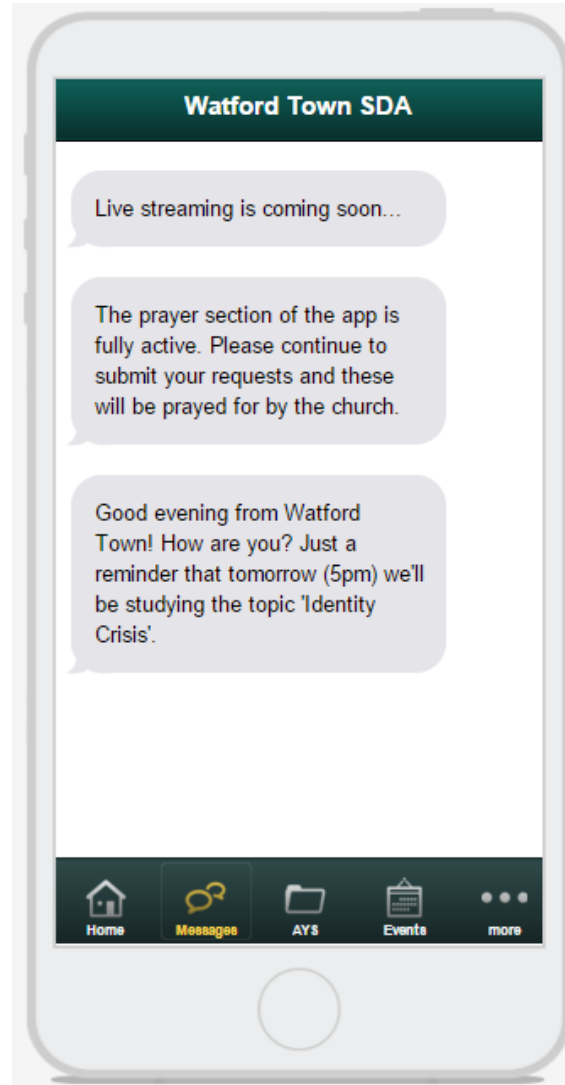 Watford Town SDA
Live streaming is coming soon...
The prayer section of the app is
fully active. Please continue to
submit your requests and these
will be prayed for by the church.
Good evening from Watford
Town! How are you? Just a
reminder that tomorrow (5pm) we'll
be studying the topic 'Identity
Crisis'.
Home Messages AYS Events more